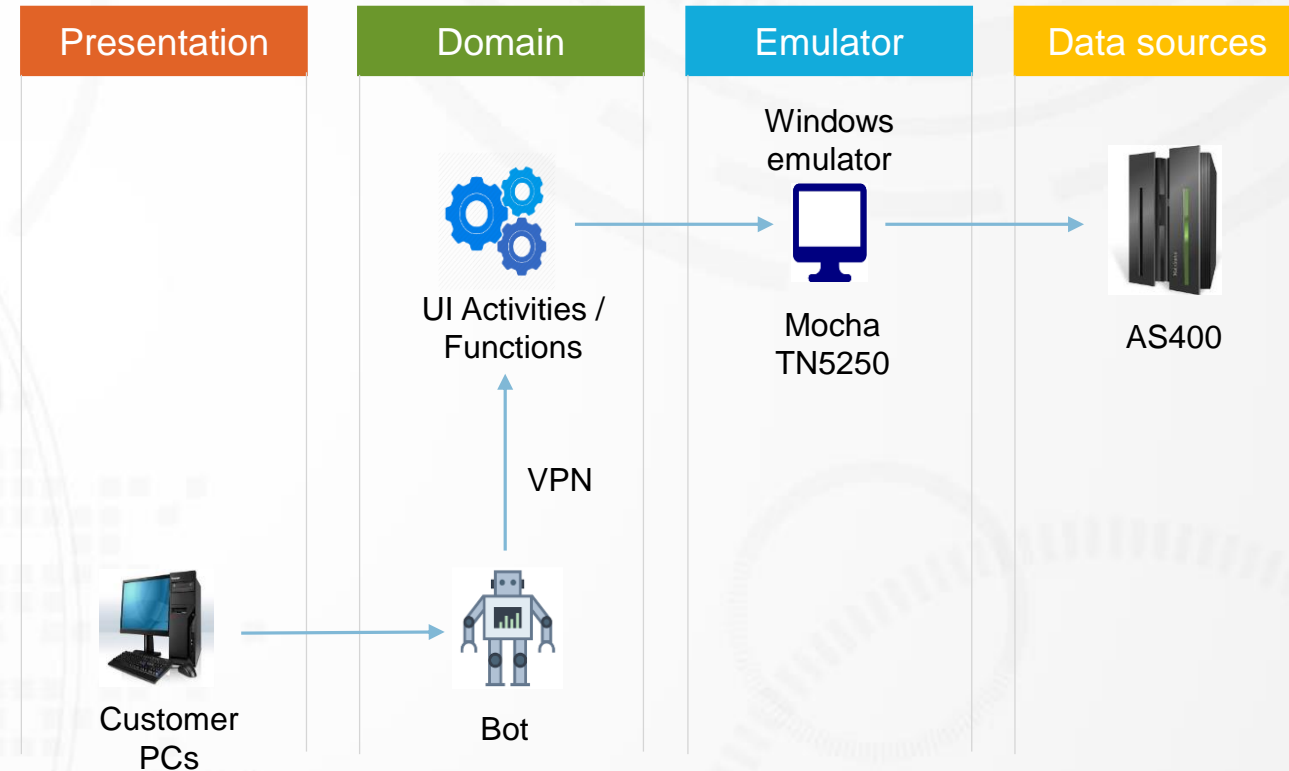 Presentation
Domain
Emulator
Data sources
Windows
emulator
UI Activities /
Functions
Mocha
TN5250
AS400
VPN
Customer
PCs
Bot